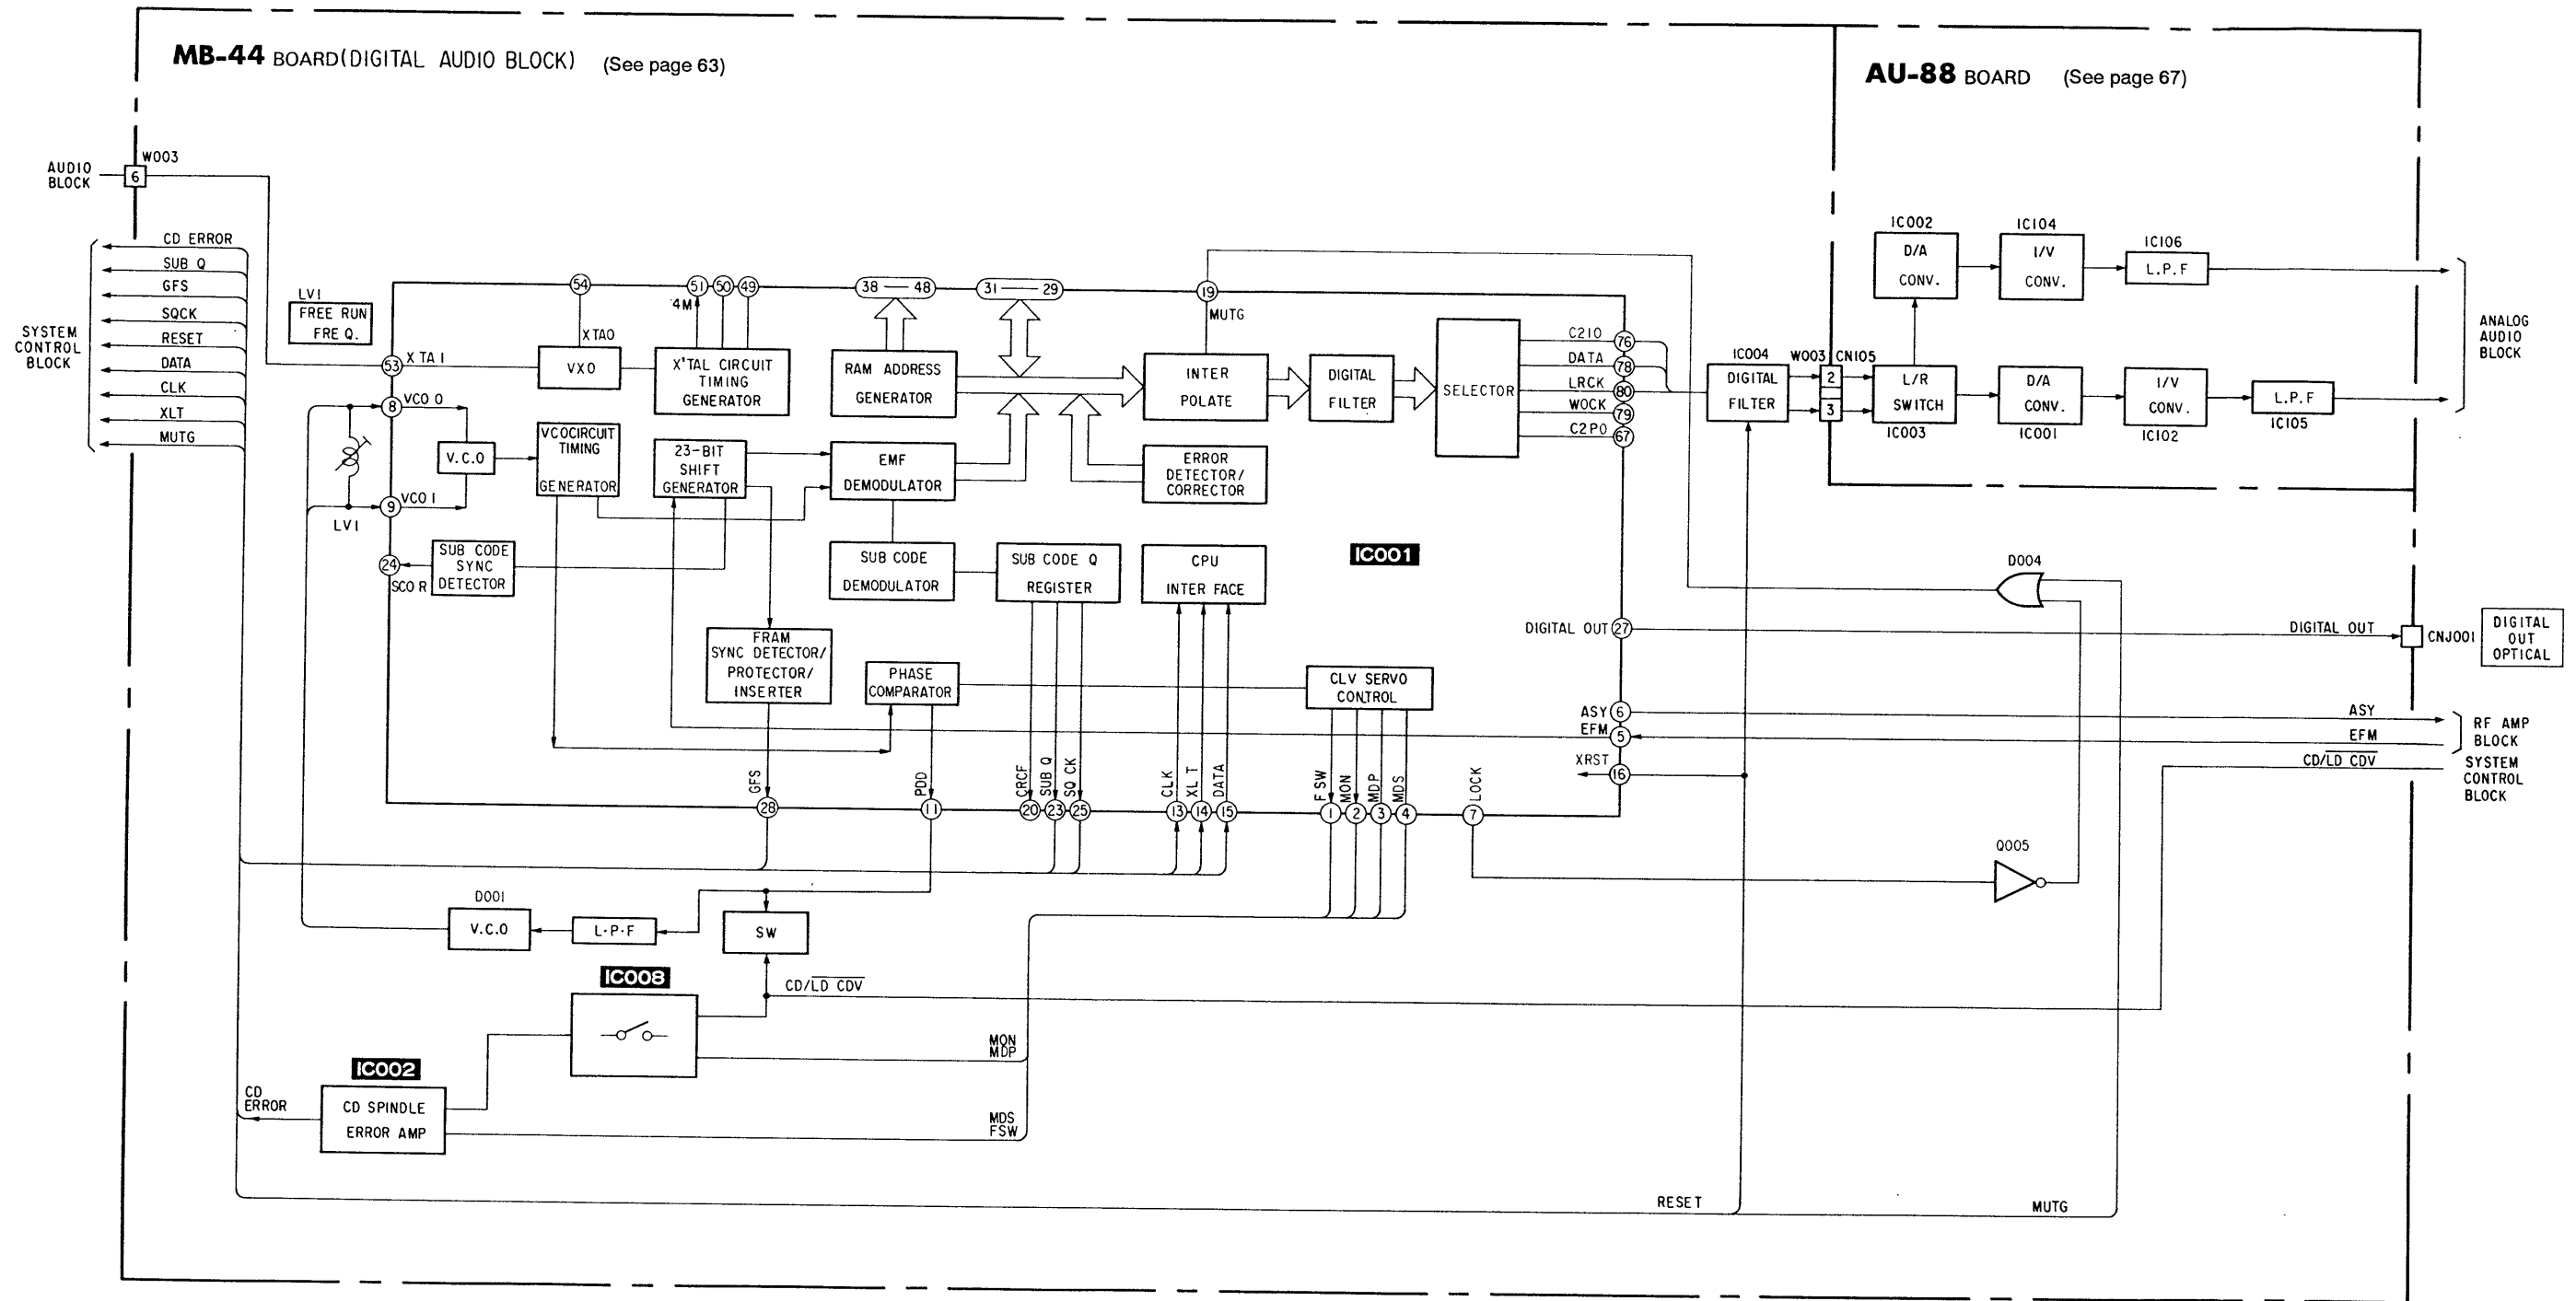 MB-44 BOARD(DIGITAL AUDIO BLOCK) (See page 63)
AU-88 BOARD (See page 67)
AUDIO
BLOCK
6
W003
CD ERROR
SUB Q
GFS
SQCK
RESET
DATA
CLK
XLT
MUTG
SYSTEM
CONTROL
BLOCK
LV1
FREE RUN
FRE Q.
53
XTA1
54
XTA0
VXO
51
50
49
4M
X'TAL CIRCUIT
TIMING
GENERATOR
38 — 48
RAM ADDRESS
GENERATOR
31 — 29
19
MUTG
INTER
POLATE
DIGITAL
FILTER
SELECTOR
C2IO
76
DATA
78
LRCK
80
WOCK
79
C2PO
67
IC004
DIGITAL
FILTER
W003
CN105
2
3
L/R
SWITCH
IC003
IC002
D/A
CONV.
IC104
I/V
CONV.
IC106
L.P.F
D/A
CONV.
IC001
I/V
CONV.
IC102
L.P.F
IC105
ANALOG
AUDIO
BLOCK
8
VCO 0
V.C.O
9
VCO 1
LV1
VCOCIRCUIT
TIMING
GENERATOR
23-BIT
SHIFT
GENERATOR
EMF
DEMODULATOR
ERROR
DETECTOR/
CORRECTOR
24
SCOR
SUB CODE
SYNC
DETECTOR
SUB CODE
DEMODULATOR
SUB CODE Q
REGISTER
CPU
INTER FACE
IC001
D004
FRAM
SYNC DETECTOR/
PROTECTOR/
INSERTER
PHASE
COMPARATOR
CLV SERVO
CONTROL
DIGITAL OUT
27
DIGITAL OUT
CNJ001
DIGITAL
OUT
OPTICAL
ASY
6
ASY
EFM
5
EFM
RF AMP
BLOCK
XRST
16
CD/LD CDV
SYSTEM
CONTROL
BLOCK
GFS
28
PDO
11
CRCF
20
SUB Q
23
SQ CK
25
CLK
13
XLT
14
DATA
15
FSW
1
MON
2
MDP
3
MDS
4
LOCK
7
Q005
D001
V.C.O
L.P.F
SW
IC008
CD/LD CDV
MON
MDP
IC002
CD SPINDLE
ERROR AMP
CD
ERROR
MDS
FSW
RESET
MUTG